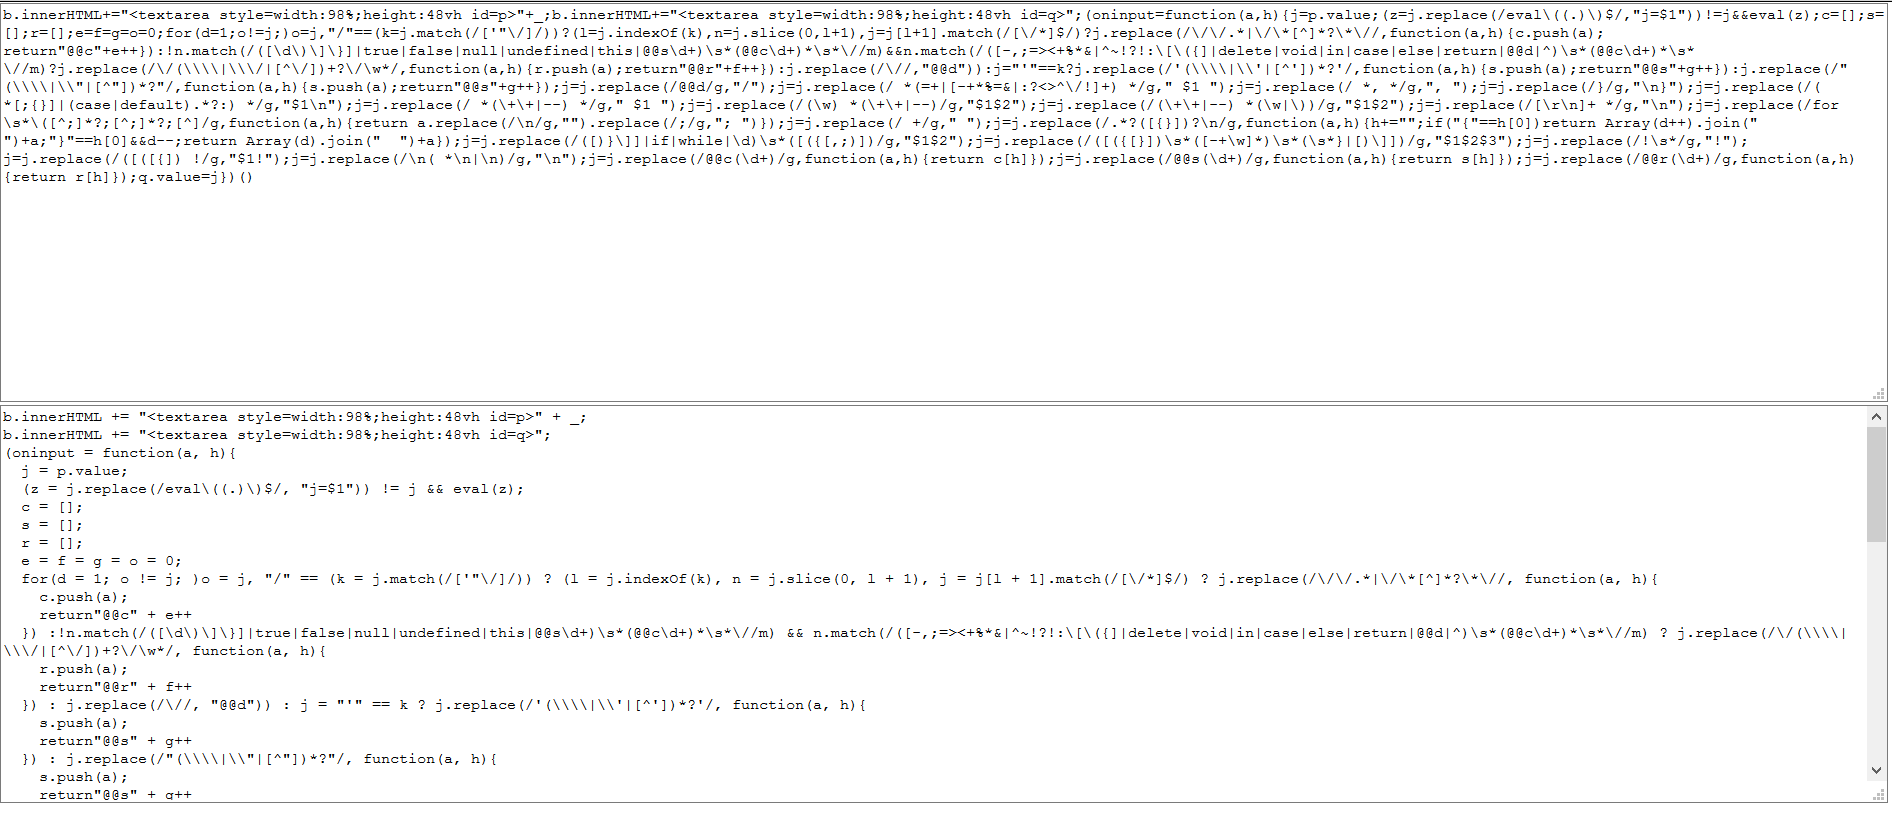 b.innerHTML+="<textarea style=width:98%;height:48vh id=p>"+_;b.innerHTML+="<textarea style=width:98%;height:48vh id=q>";(oninput=function(a,h){j=p.value;(z=j.replace(/eval\((.)\)$/,"j=$1"))!=j&&eval(z);c=[];s=
[];r=[];e=f=g=o=0;for(d=1;o!=j;)o=j,"/"==(k=j.match(/['"\/]/))?(l=j.indexOf(k),n=j.slice(0,l+1),j=j[l+1].match(/[\/*]$/)?j.replace(/\/\/.*|\/\*[^]*?\*\//,function(a,h){c.push(a);
return"@@c"+e++}):!n.match(/([\d\)\]\}]|true|false|null|undefined|this|@@s\d+)\s*(@@c\d+)*\s*\//m)&&n.match(/([-,;=><+%*&|^~!?!:\[\({]|delete|void|in|case|else|return|@@d|^)\s*(@@c\d+)*\s*
\//m)?j.replace(/\/(\\\\|\\\/|[^\/])+?\/\w*/,function(a,h){r.push(a);return"@@r"+f++}):j.replace(/\//,"@@d")):j="'"==k?j.replace(/'(\\\\|\\'|[^'])*?'/,function(a,h){s.push(a);return"@@s"+g++}):j.replace(/"
(\\\\|\\"|[^"])*?"/,function(a,h){s.push(a);return"@@s"+g++});j=j.replace(/@@d/g,"/");j=j.replace(/ *(=+|[-+*%=&|:?<>^\/!]+) */g," $1 ");j=j.replace(/ *, */g,", ");j=j.replace(/}/g,"\n}");j=j.replace(/(
*[;{}]|(case|default).*?:) */g,"$1\n");j=j.replace(/ *(\+\+|--) */g," $1 ");j=j.replace(/(\w) *(\+\+|--)/g,"$1$2");j=j.replace(/(\+\+|--) *(\w|\))/g,"$1$2");j=j.replace(/[\r\n]+ */g,"\n");j=j.replace(/for
\s*\([^;]*?;[^;]*?;[^]/g,function(a,h){return a.replace(/\n/g,"").replace(/;/g,"; ")});j=j.replace(/ +/g," ");j=j.replace(/.*?([{}])?\n/g,function(a,h){h+="";if("{"==h[0])return Array(d++).join("
")+a;"}"==h[0]&&d--;return Array(d).join("  ")+a});j=j.replace(/([)}\]]|if|while|\d)\s*([({[,;)])/g,"$1$2");j=j.replace(/([({[}])\s*([-+\w]*)\s*(\s*}|[)\]])/g,"$1$2$3");j=j.replace(/!\s*/g,"!");
j=j.replace(/([([{]) !/g,"$1!");j=j.replace(/\n( *\n|\n)/g,"\n");j=j.replace(/@@c(\d+)/g,function(a,h){return c[h]});j=j.replace(/@@s(\d+)/g,function(a,h){return s[h]});j=j.replace(/@@r(\d+)/g,function(a,h)
{return r[h]});q.value=j})()
b.innerHTML += "<textarea style=width:98%;height:48vh id=p>" + _;
b.innerHTML += "<textarea style=width:98%;height:48vh id=q>";
(oninput = function(a, h){
  j = p.value;
  (z = j.replace(/eval\((.)\)$/, "j=$1")) != j && eval(z);
  c = [];
  s = [];
  r = [];
  e = f = g = o = 0;
  for(d = 1; o != j; )o = j, "/" == (k = j.match(/['"\/]/)) ? (l = j.indexOf(k), n = j.slice(0, l + 1), j = j[l + 1].match(/[\/*]$/) ? j.replace(/\/\/.*|\/\*[^]*?\*\//, function(a, h){
    c.push(a);
    return"@@c" + e++
  }) :!n.match(/([\d\)\]\}]|true|false|null|undefined|this|@@s\d+)\s*(@@c\d+)*\s*\//m) && n.match(/([-,;=><+%*&|^~!?!:\[\({]|delete|void|in|case|else|return|@@d|^)\s*(@@c\d+)*\s*\//m) ? j.replace(/\/(\\\\|
\\\/|[^\/])+?\/\w*/, function(a, h){
    r.push(a);
    return"@@r" + f++
  }) : j.replace(/\//, "@@d")) : j = "'" == k ? j.replace(/'(\\\\|\\'|[^'])*?'/, function(a, h){
    s.push(a);
    return"@@s" + g++
  }) : j.replace(/"(\\\\|\\"|[^"])*?"/, function(a, h){
    s.push(a);
    return"@@s" + g++